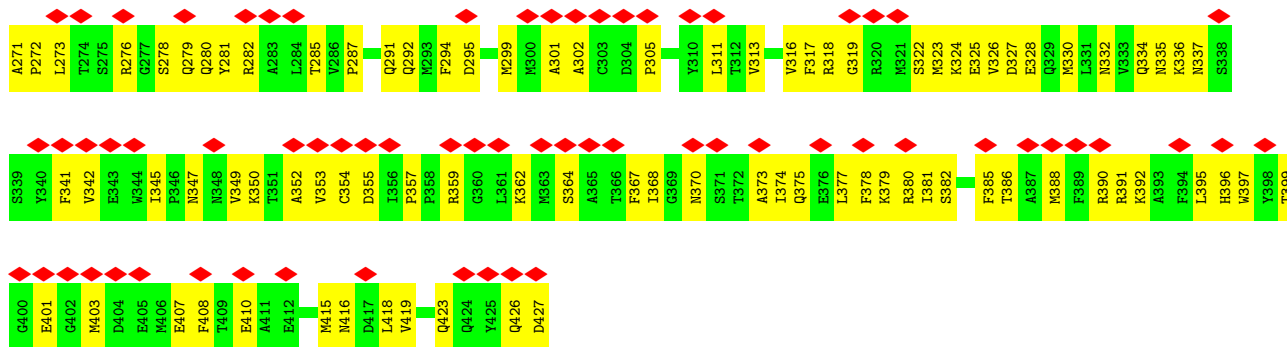 A271 P272 L273 T274 S275 R276 G277 S278 Q279 Q280 Y281 R282 A283 L284 T285 V286 P287 Q291 Q292 M293 F294 D295 M299 M300 A301 A302 C303 D304 P305 Y310 L311 T312 V313 V316 F317 R318 G319 R320 M321 S322 M323 K324 E325 V326 D327 E328 Q329 M330 L331 N332 V333 Q334 N335 K336 N337 S338
S339 Y340 F341 V342 E343 W344 I345 P346 N347 N348 V349 K350 T351 A352 V353 C354 D355 I356 P357 P358 R359 G360 L361 K362 M363 S364 A365 T366 F367 I368 G369 N370 S371 T372 A373 I374 Q375 E376 L377 F378 K379 R380 I381 S382 F385 T386 A387 M388 F389 R390 R391 K392 A393 F394 L395 H396 W397 Y398 T399
G400 E401 G402 M403 D404 E405 M406 E407 F408 T409 E410 A411 E412 M415 N416 D417 L418 V419 Q423 Q424 Y425 Q426 D427